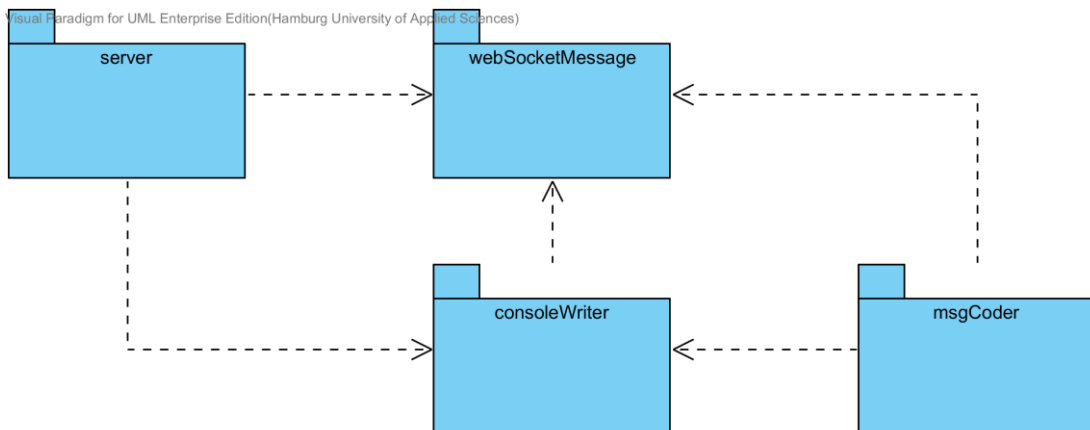 Visual Paradigm for UML Enterprise Edition(Hamburg University of Applied Sciences)
server
webSocketMessage
consoleWriter
msgCoder